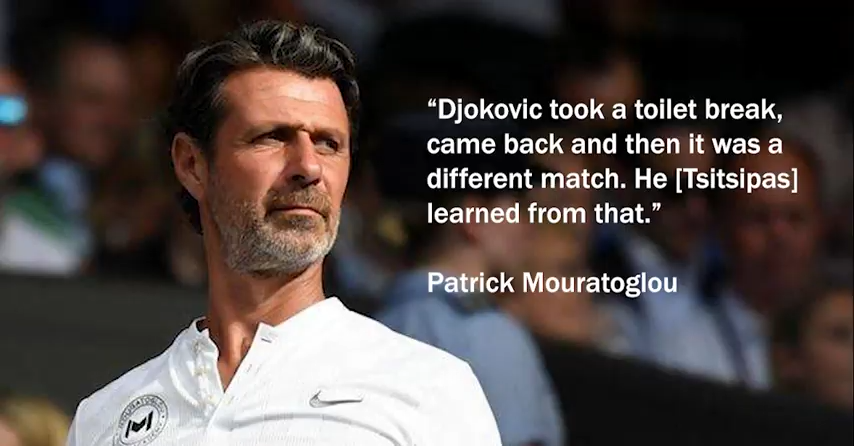 “Djokovic took a toilet break,
came back and then it was a
different match. He [Tsitsipas]
learned from that.”
Patrick Mouratoglou
M